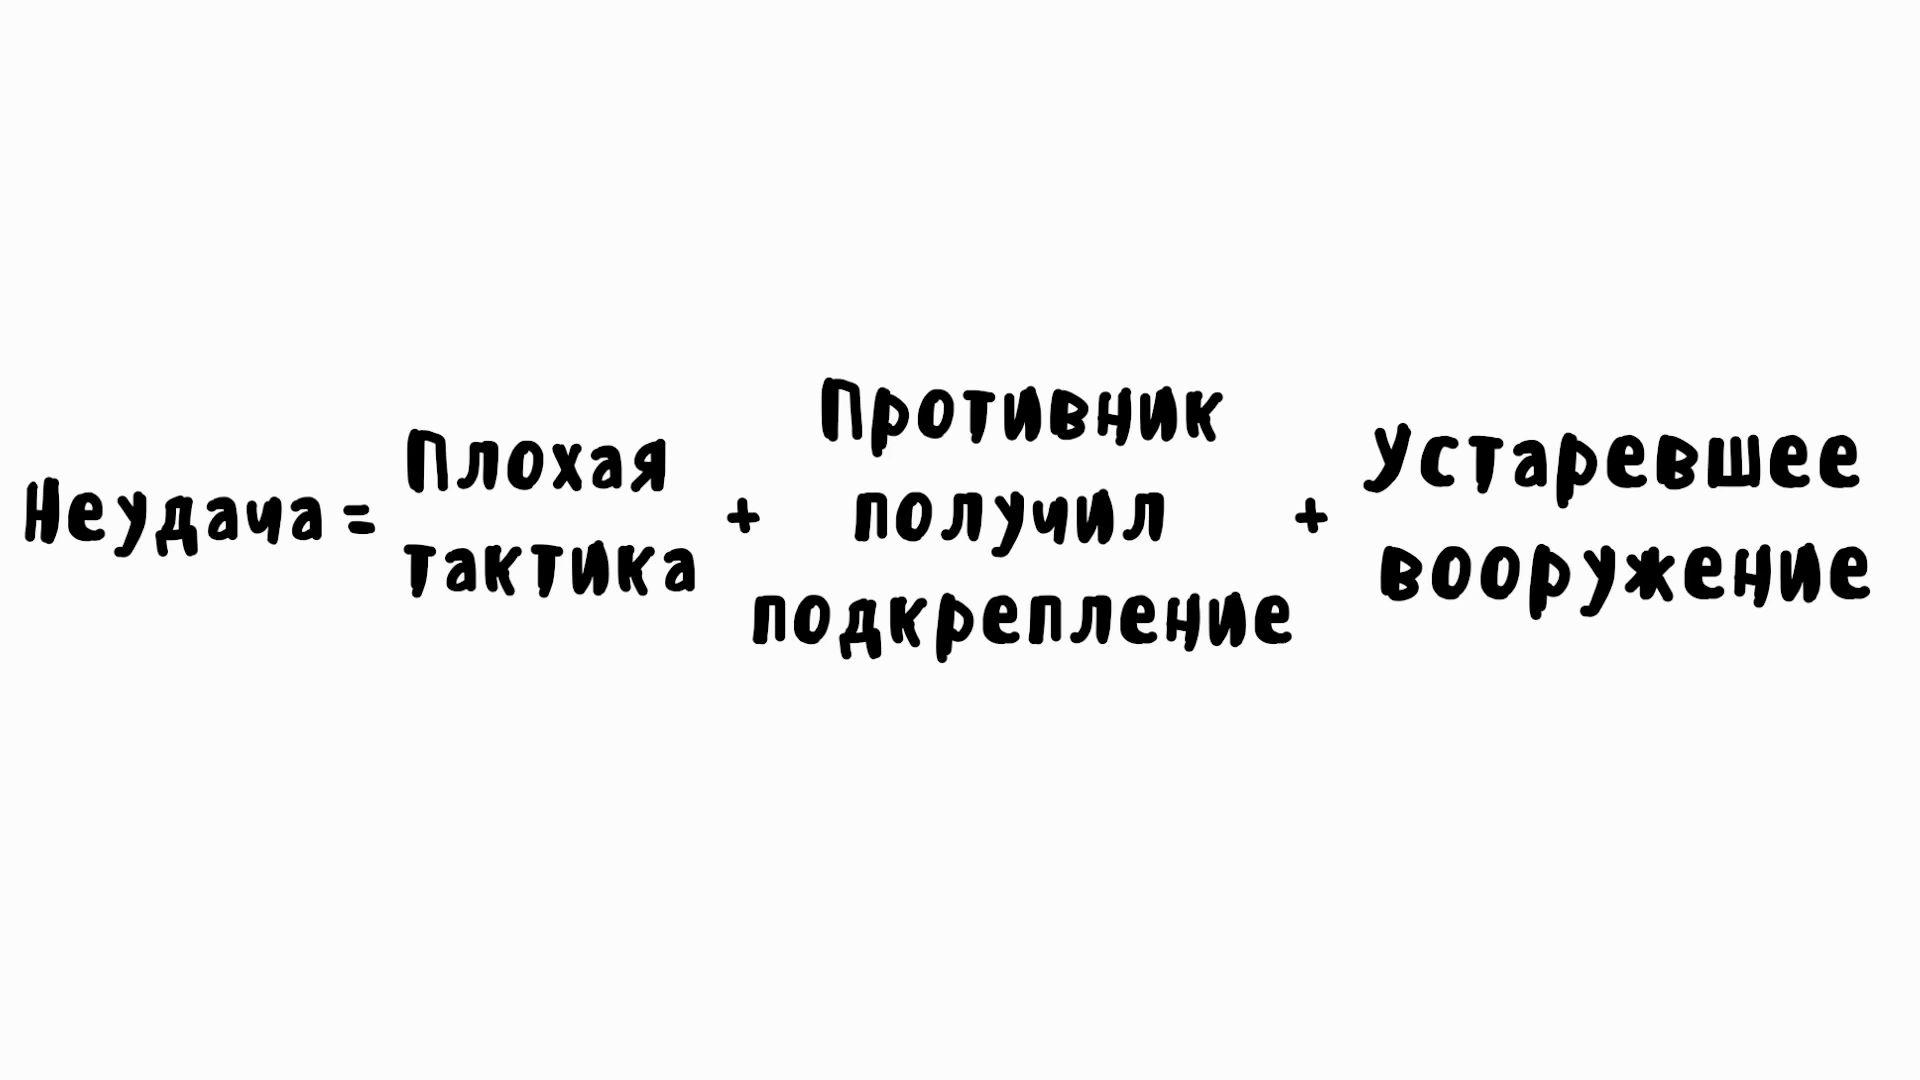 Неудача =
Плохая
тактика
+
Противник
получил
подкрепление
+
Устаревшее
вооружение